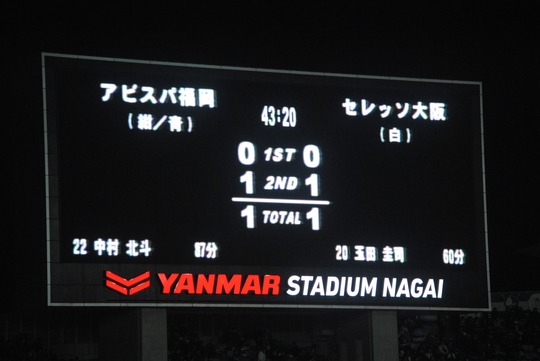 アビスパ福岡 43:20 セレッソ大阪
(紺/青) (白)
0 1ST 0
1 2ND 1
1 TOTAL 1
22 中村 北斗 87分 20 玉田 圭司 60分
YANMAR STADIUM NAGAI